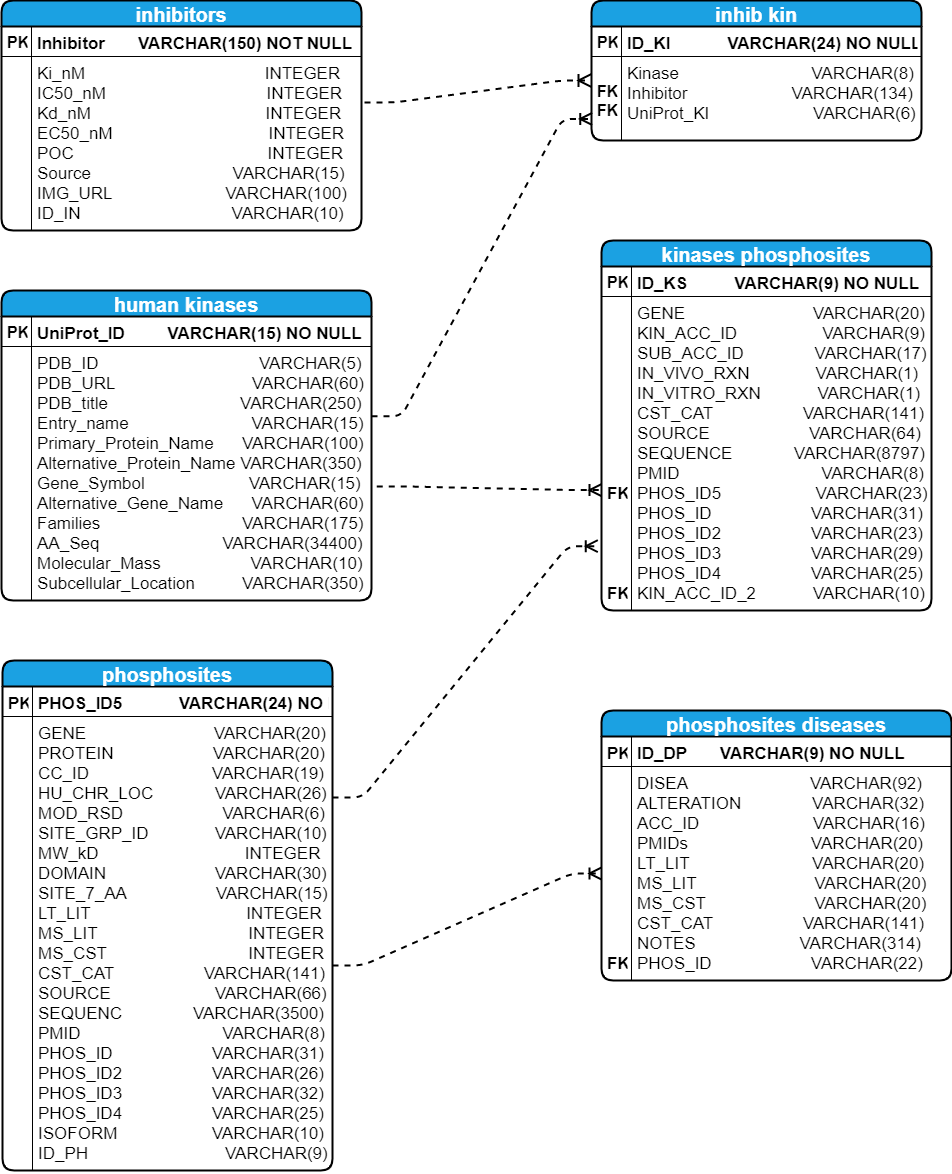 inhibitors
PK Inhibitor VARCHAR(150) NOT NULL
Ki_nM INTEGER
IC50_nM INTEGER
Kd_nM INTEGER
EC50_nM INTEGER
POC INTEGER
Source VARCHAR(15)
IMG_URL VARCHAR(100)
ID_IN VARCHAR(10)
inhib kin
PK ID_KI VARCHAR(24) NO NULL
Kinase VARCHAR(8)
FK Inhibitor VARCHAR(134)
FK UniProt_KI VARCHAR(6)
human kinases
PK UniProt_ID VARCHAR(15) NO NULL
PDB_ID VARCHAR(5)
PDB_URL VARCHAR(60)
PDB_title VARCHAR(250)
Entry_name VARCHAR(15)
Primary_Protein_Name VARCHAR(100)
Alternative_Protein_Name VARCHAR(350)
Gene_Symbol VARCHAR(15)
Alternative_Gene_Name VARCHAR(60)
Families VARCHAR(175)
AA_Seq VARCHAR(34400)
Molecular_Mass VARCHAR(10)
Subcellular_Location VARCHAR(350)
kinases phosphosites
PK ID_KS VARCHAR(9) NO NULL
GENE VARCHAR(20)
KIN_ACC_ID VARCHAR(9)
SUB_ACC_ID VARCHAR(17)
IN_VIVO_RXN VARCHAR(1)
IN_VITRO_RXN VARCHAR(1)
CST_CAT VARCHAR(141)
SOURCE VARCHAR(64)
SEQUENCE VARCHAR(8797)
PMID VARCHAR(8)
FK PHOS_ID5 VARCHAR(23)
PHOS_ID VARCHAR(31)
PHOS_ID2 VARCHAR(23)
PHOS_ID3 VARCHAR(29)
PHOS_ID4 VARCHAR(25)
FK KIN_ACC_ID_2 VARCHAR(10)
phosphosites
PK PHOS_ID5 VARCHAR(24) NO
GENE VARCHAR(20)
PROTEIN VARCHAR(20)
CC_ID VARCHAR(19)
HU_CHR_LOC VARCHAR(26)
MOD_RSD VARCHAR(6)
SITE_GRP_ID VARCHAR(10)
MW_kD INTEGER
DOMAIN VARCHAR(30)
SITE_7_AA VARCHAR(15)
LT_LIT INTEGER
MS_LIT INTEGER
MS_CST INTEGER
CST_CAT VARCHAR(141)
SOURCE VARCHAR(66)
SEQUENC VARCHAR(3500)
PMID VARCHAR(8)
PHOS_ID VARCHAR(31)
PHOS_ID2 VARCHAR(26)
PHOS_ID3 VARCHAR(32)
PHOS_ID4 VARCHAR(25)
ISOFORM VARCHAR(10)
ID_PH VARCHAR(9)
phosphosites diseases
PK ID_DP VARCHAR(9) NO NULL
DISEA VARCHAR(92)
ALTERATION VARCHAR(32)
ACC_ID VARCHAR(16)
PMIDs VARCHAR(20)
LT_LIT VARCHAR(20)
MS_LIT VARCHAR(20)
MS_CST VARCHAR(20)
CST_CAT VARCHAR(141)
NOTES VARCHAR(314)
FK PHOS_ID VARCHAR(22)